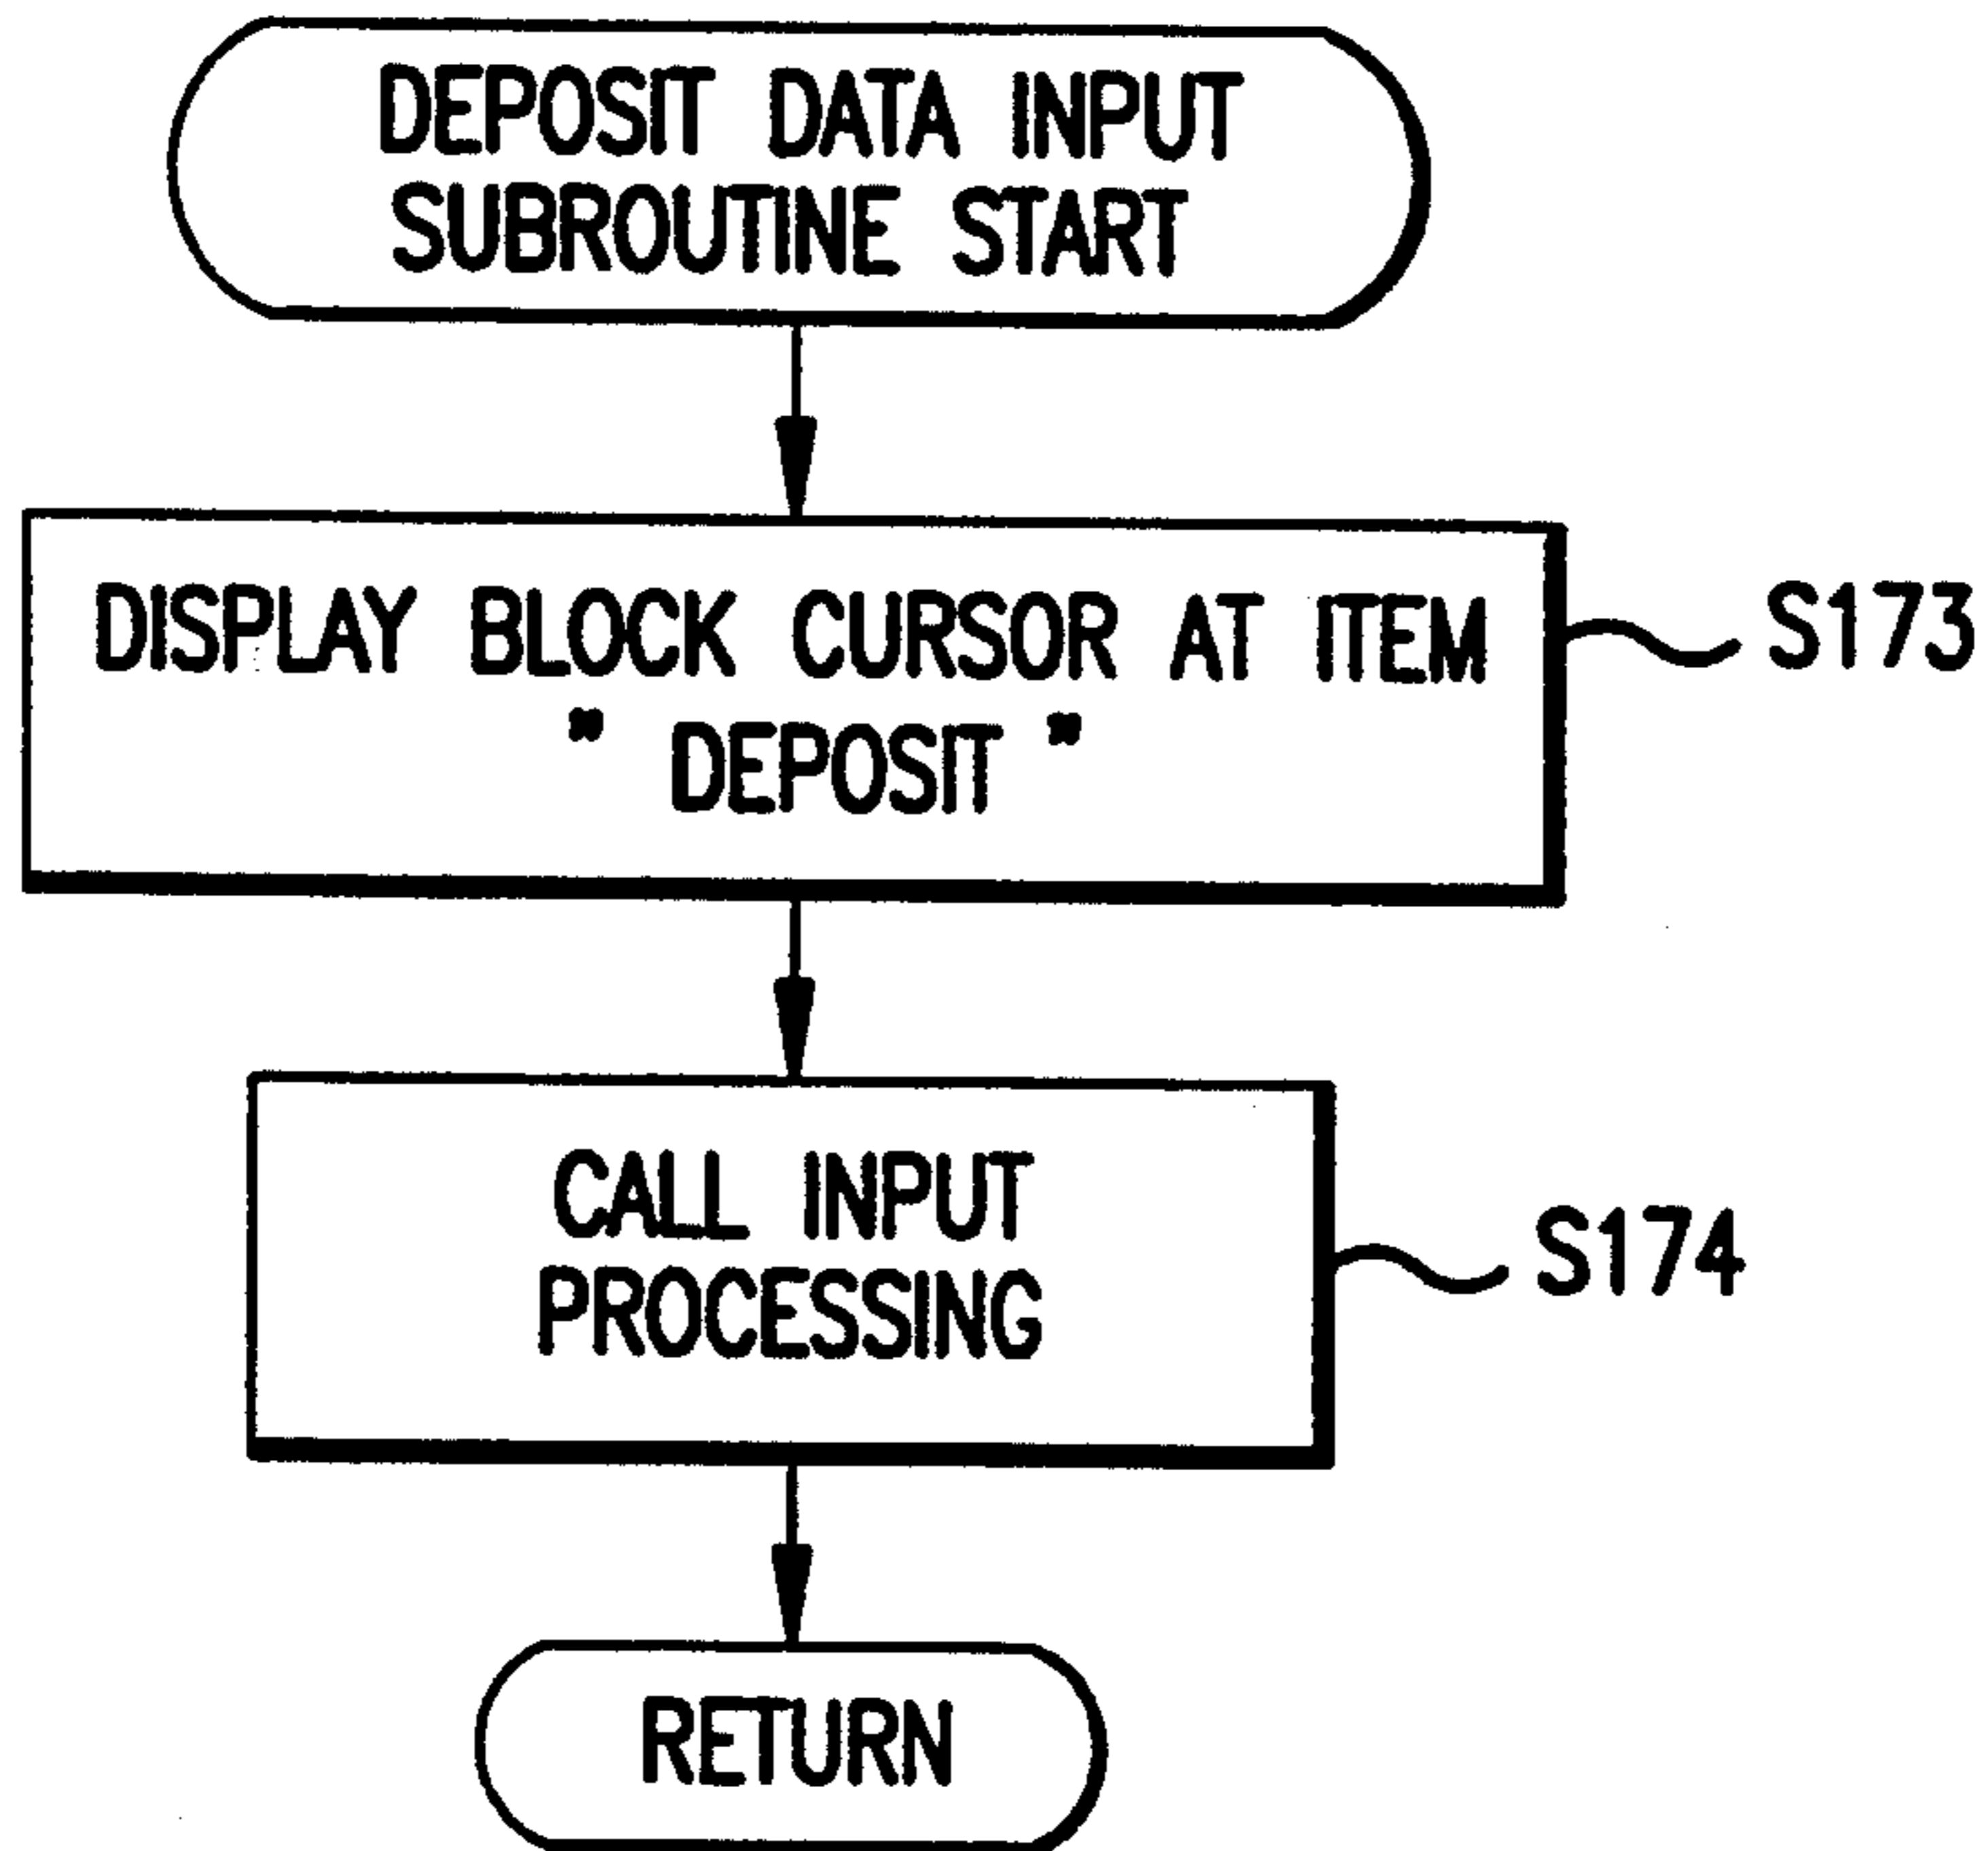 DEPOSIT DATA INPUT
SUBROUTINE START
DISPLAY BLOCK CURSOR AT ITEM
" DEPOSIT "
S173
CALL INPUT
PROCESSING
S174
RETURN